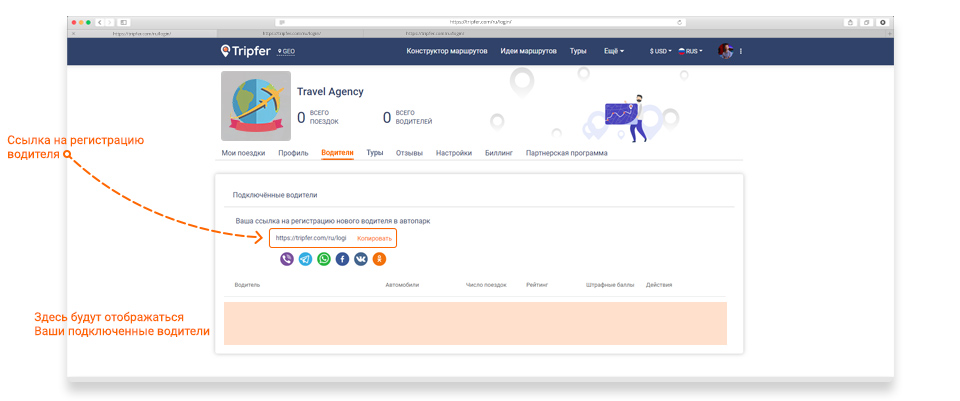 https://tripfer.com/ru/login/
https://tripfer.com/ru/login/
https://tripfer.com/ru/login/
https://tripfer.com/ru/login/
Tripfer GEO Конструктор маршрутов Идеи маршрутов Туры Ещё $ USD RUS
Travel Agency
0 ВСЕГО ПОЕЗДОК 0 ВСЕГО ВОДИТЕЛЕЙ
Ссылка на регистрацию
водителя
Мои поездки Профиль Водители Туры Отзывы Настройки Биллинг Партнерская программа
Подключённые водители
Ваша ссылка на регистрацию нового водителя в автопарк
https://tripfer.com/ru/logi Копировать
Водитель Автомобили Число поездок Рейтинг Штрафные баллы Действия
Здесь будут отображаться
Ваши подключенные водители